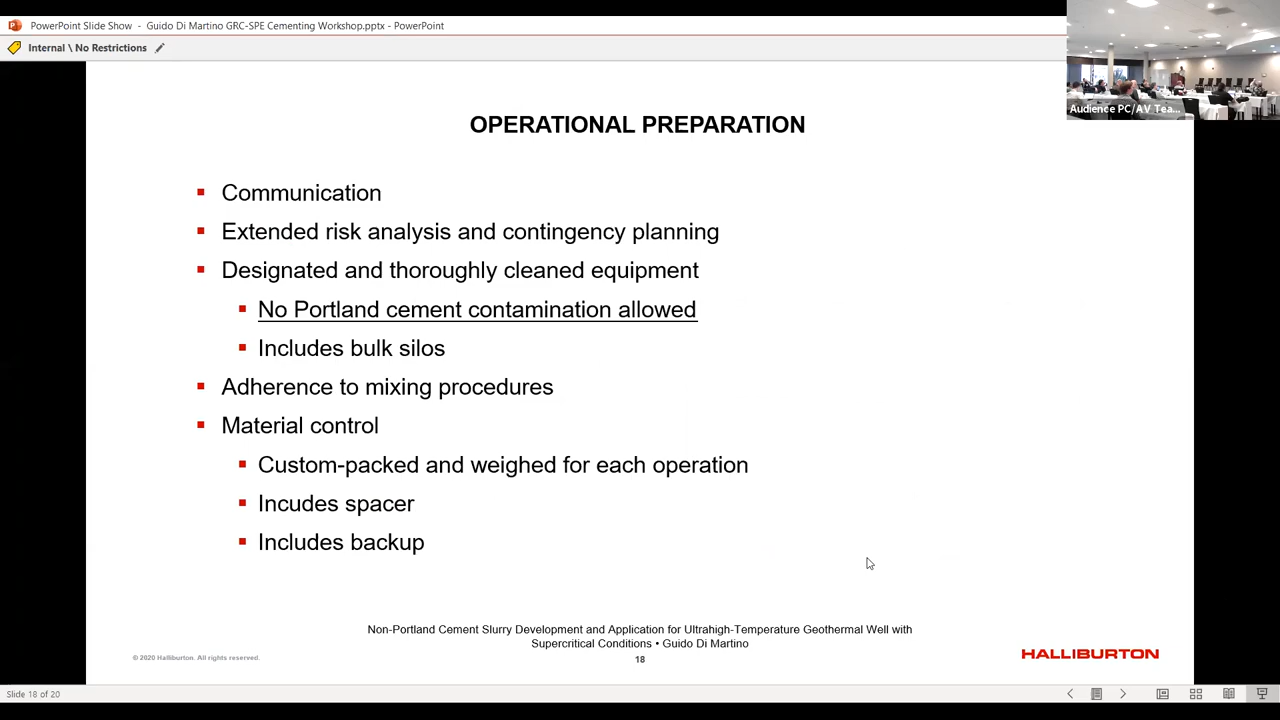 PowerPoint Slide Show - Guido Di Martino GRC-SPE Cementing Workshop.pptx - PowerPoint
Internal \ No Restrictions
Audience PC/AV Tea...
OPERATIONAL PREPARATION
Communication
Extended risk analysis and contingency planning
Designated and thoroughly cleaned equipment
No Portland cement contamination allowed
Includes bulk silos
Adherence to mixing procedures
Material control
Custom-packed and weighed for each operation
Incudes spacer
Includes backup
Non-Portland Cement Slurry Development and Application for Ultrahigh-Temperature Geothermal Well with
Supercritical Conditions • Guido Di Martino
© 2020 Halliburton. All rights reserved.
18
HALLIBURTON
Slide 18 of 20